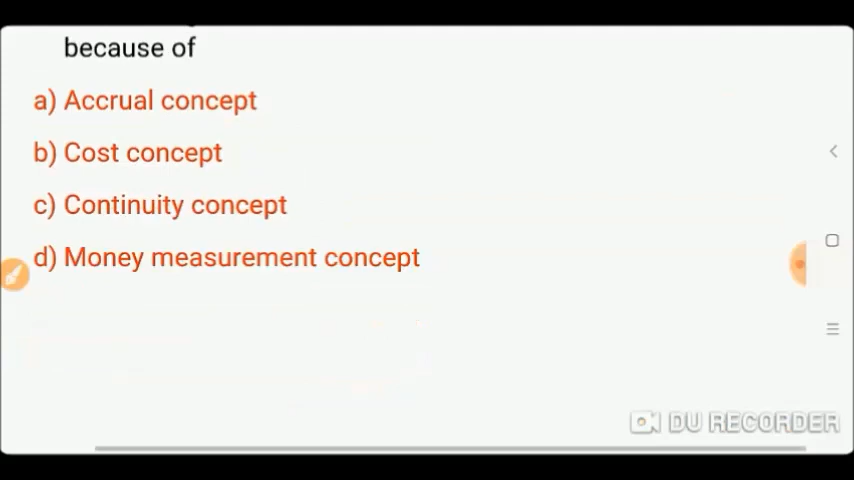 because of
a) Accrual concept
b) Cost concept
c) Continuity concept
d) Money measurement concept
DU RECORDER